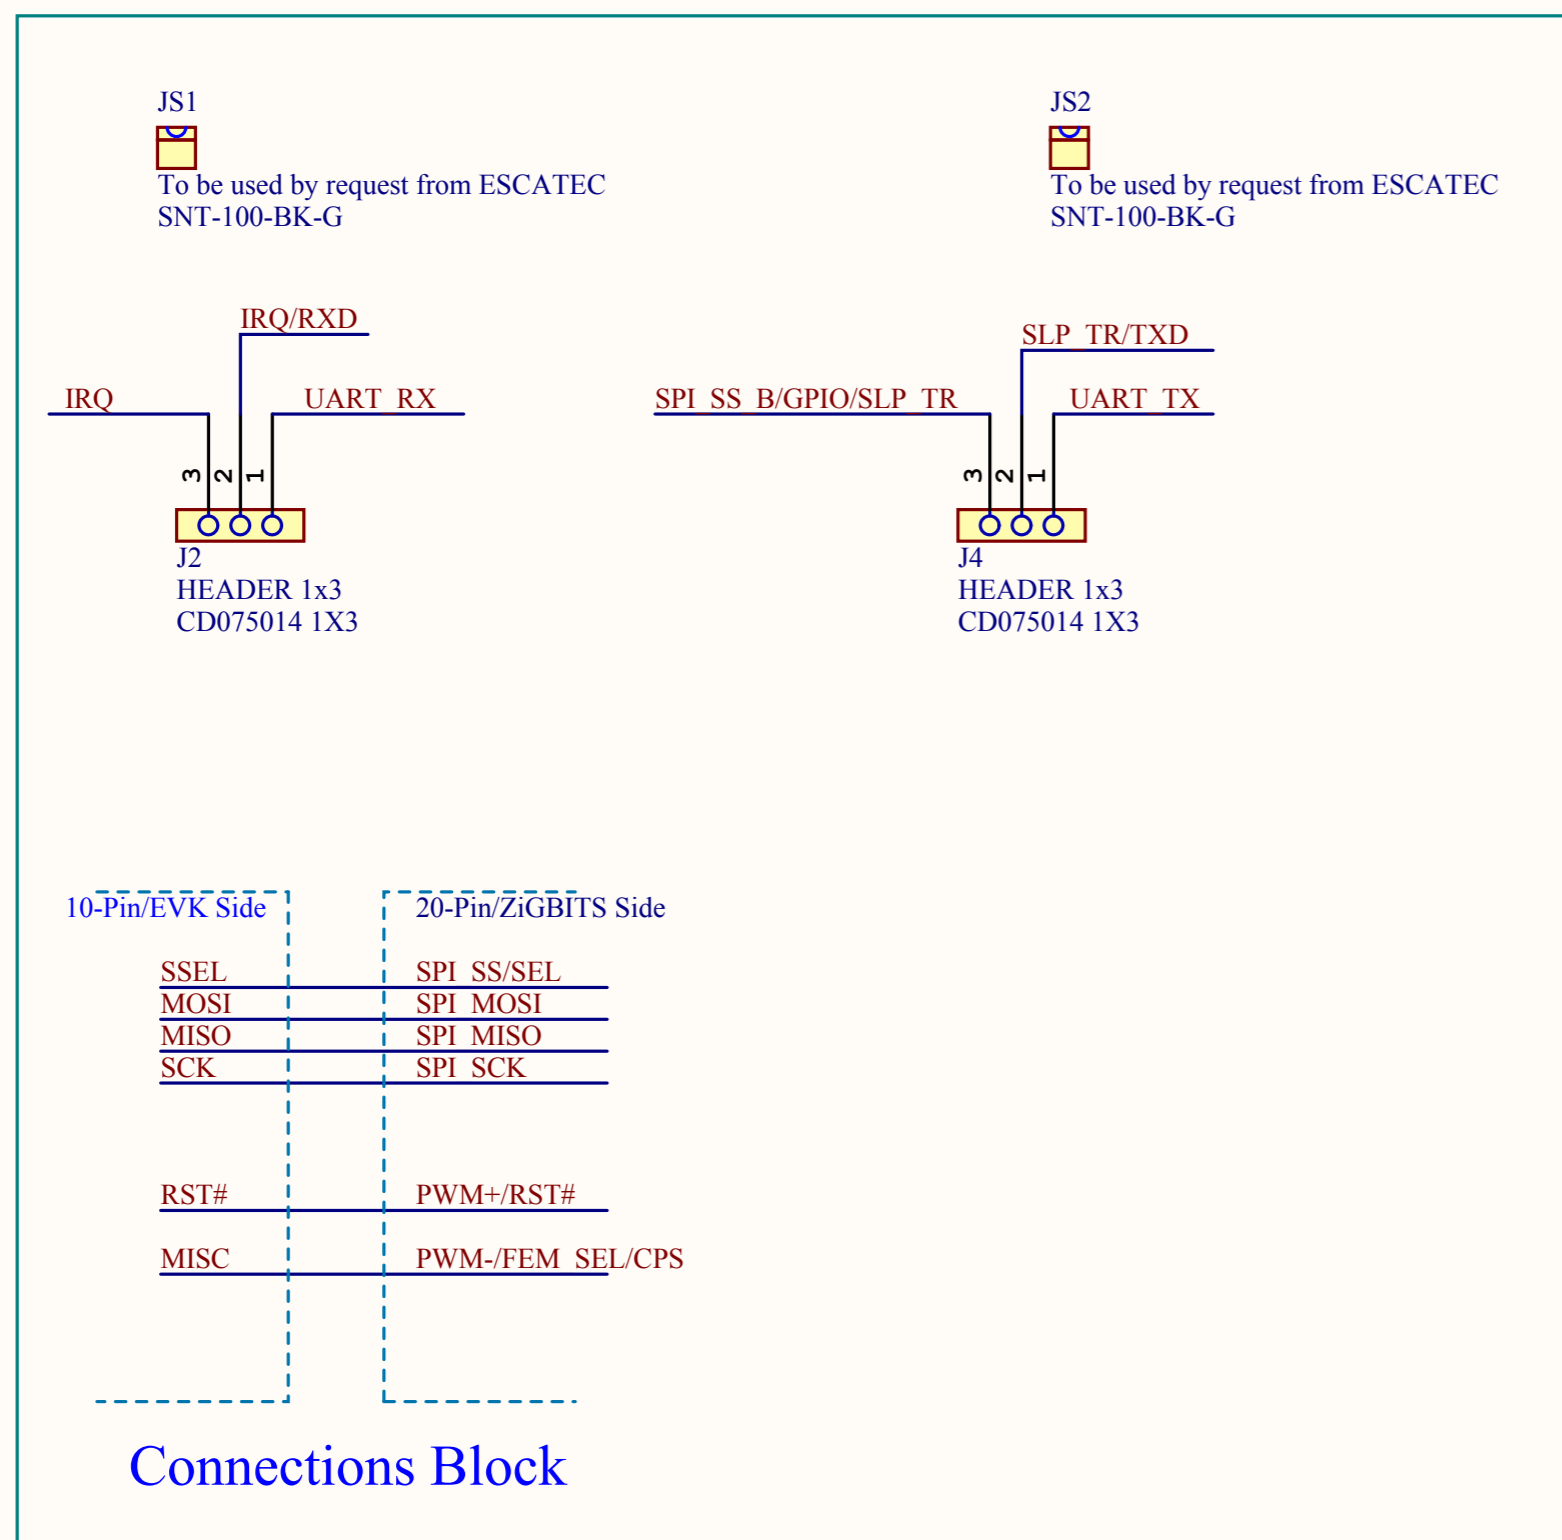 JS1
To be used by request from ESCATEC
SNT-100-BK-G
JS2
To be used by request from ESCATEC
SNT-100-BK-G
IRQ/RXD
IRQ
UART_RX
3
2
1
J2
HEADER 1x3
CD075014 1X3
SLP_TR/TXD
SPI_SS_B/GPIO/SLP_TR
UART_TX
3
2
1
J4
HEADER 1x3
CD075014 1X3
10-Pin/EVK Side
20-Pin/ZiGBITS Side
SSEL
SPI_SS/SEL
MOSI
SPI_MOSI
MISO
SPI_MISO
SCK
SPI_SCK
RST#
PWM+/RST#
MISC
PWM-/FEM_SEL/CPS
Connections Block